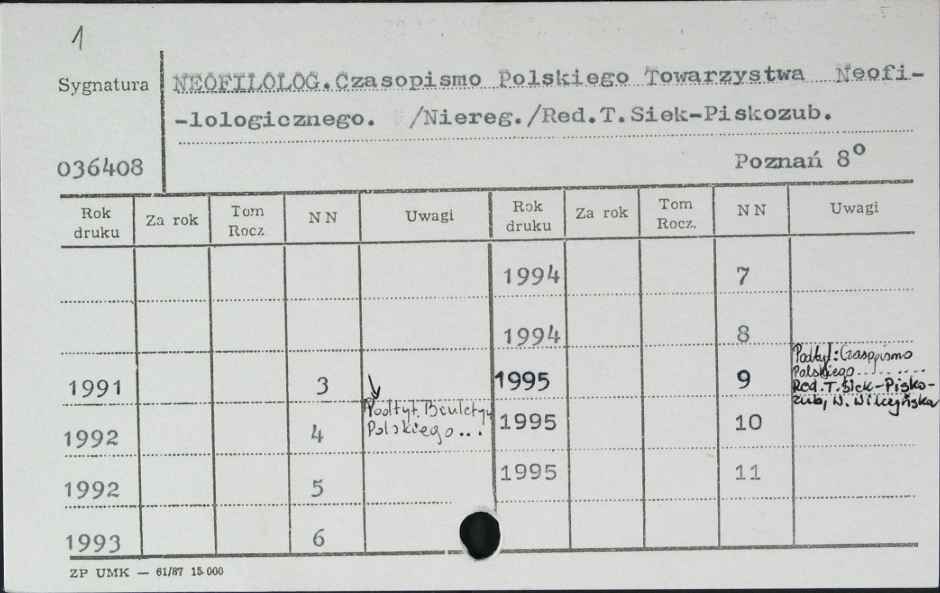 1
Sygnatura
NEOFILOLOG.Czasopismo Polskiego Towarzystwa Neofi-
-lologicznego. /Niereg./Red.T.Siek-Piskozub.
036408
Poznań 8°
Rok druku Za rok Tom Rocz. NN Uwagi Rok druku Za rok Tom Rocz. NN Uwagi
1994 7
1994 8
1991 3 1995 9 Podtyt.: Czasopismo
Polskiego..........
Red.T.Siek-Pisko-
zub, W. Wilczyńska
1992 4 Podtyt. Biuletyn
Polskiego...
1995 10
1992 5 1995 11
1993 6
ZP UMK — 61/87 15.000